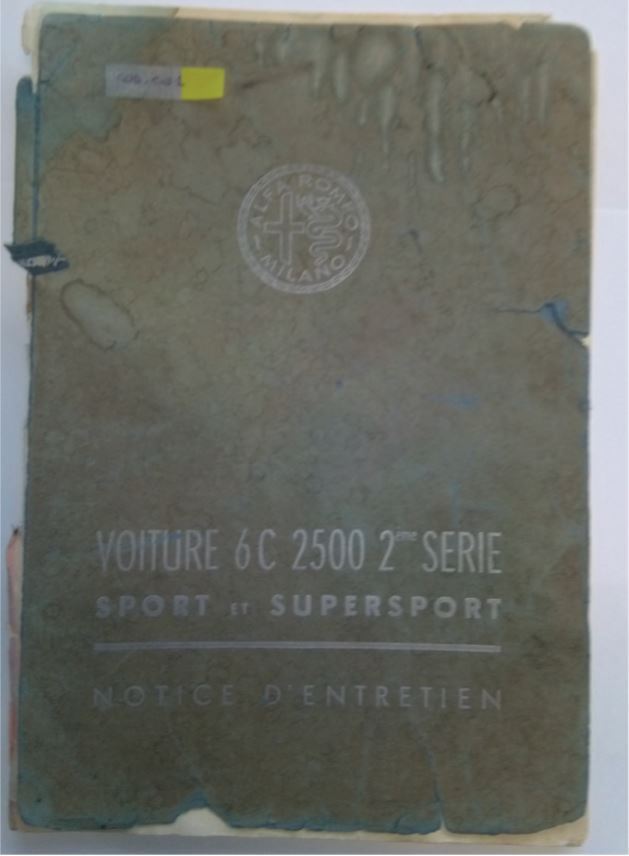 ALFA ROMEO
MILANO
VOITURE 6C 2500 2ème SERIE
SPORT ET SUPERSPORT
NOTICE D'ENTRETIEN